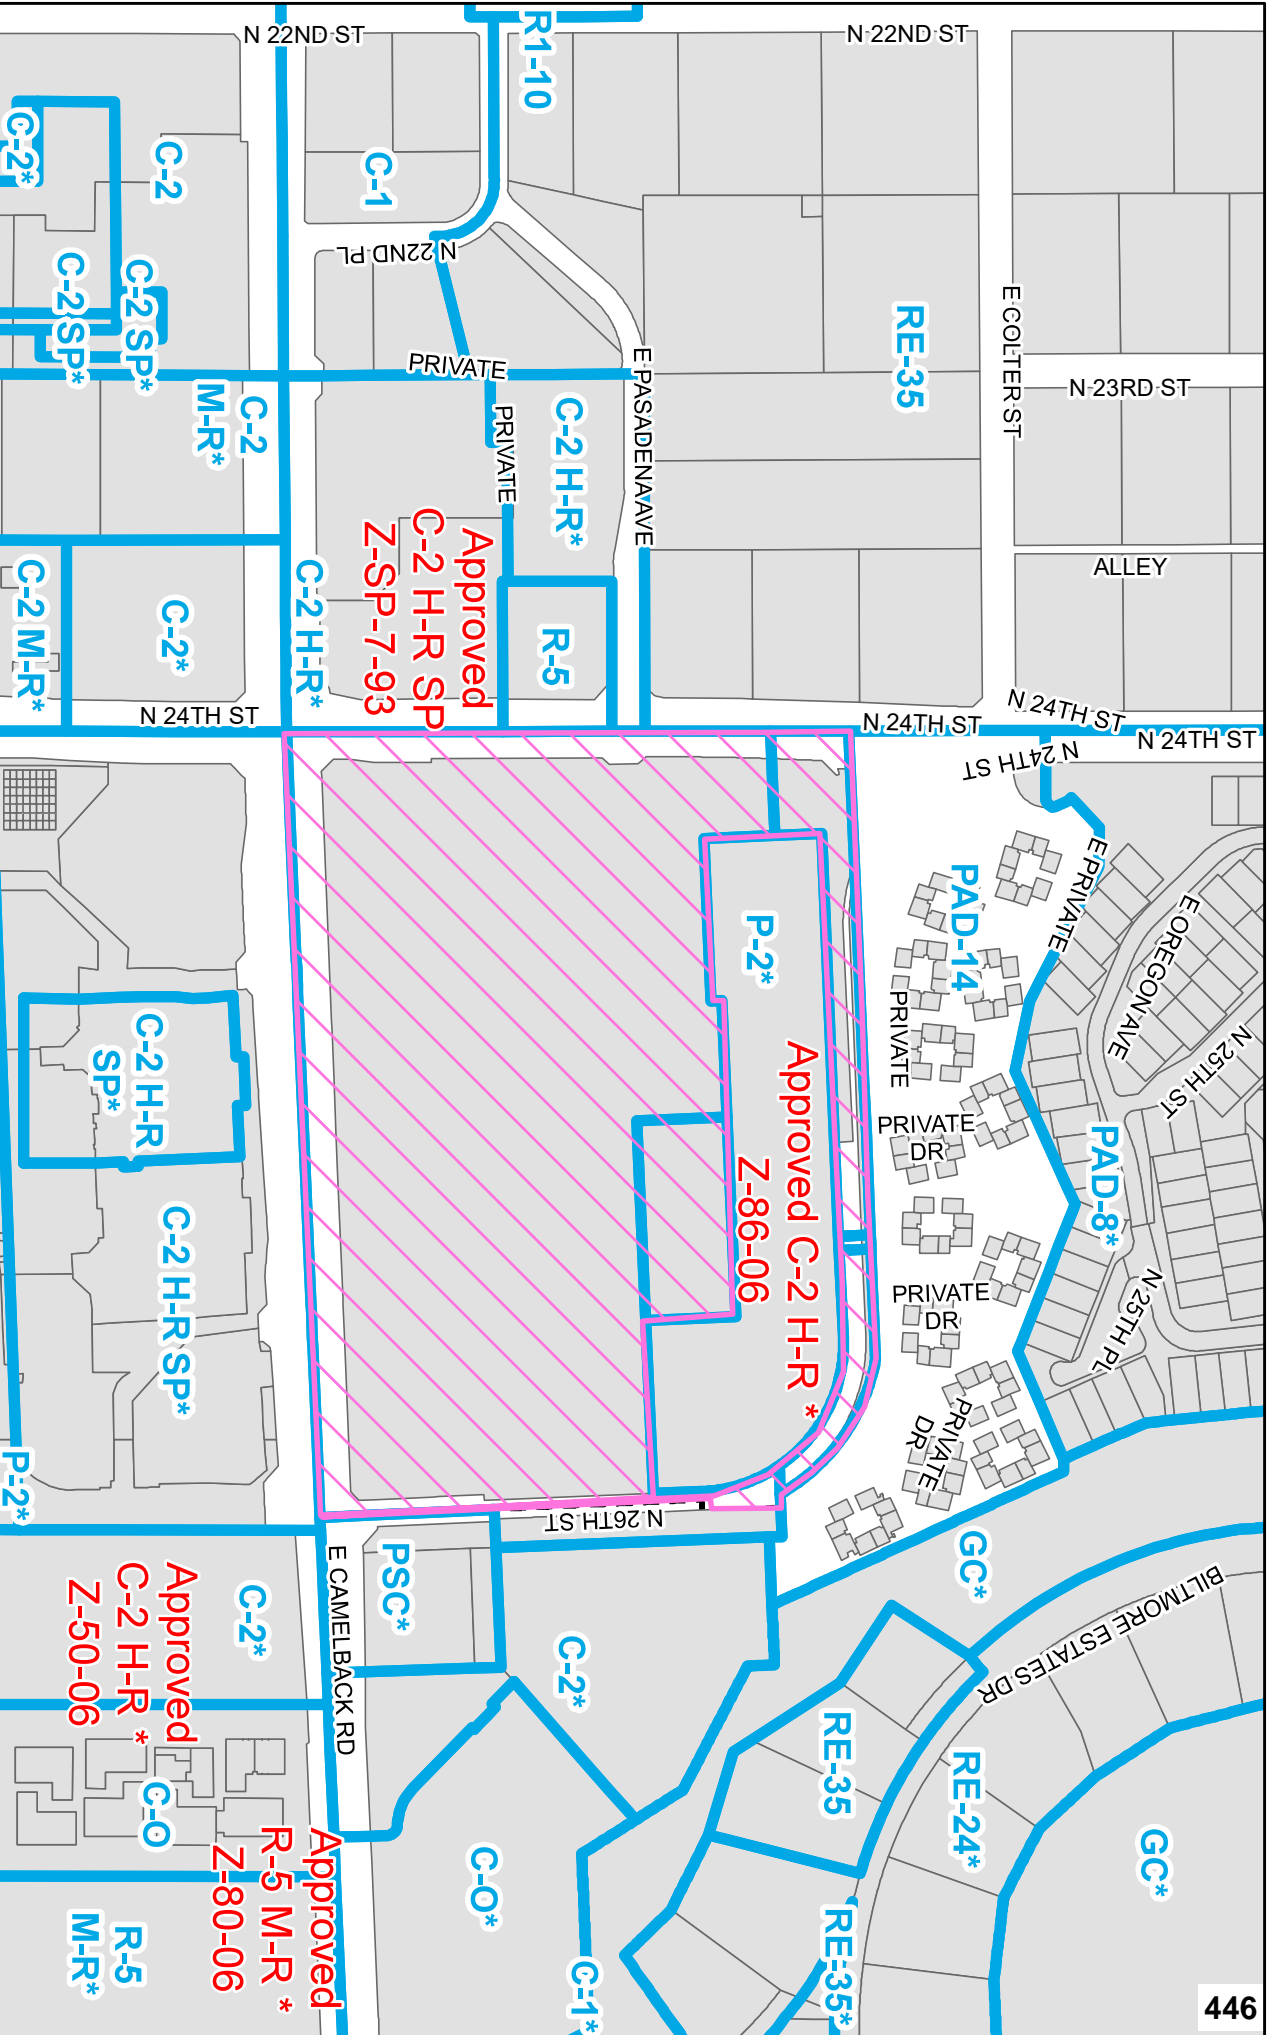 N 22ND ST
R1-10
N 22ND ST
C-2*
C-2
C-1
N 22ND PL
C-2 SP*
C-2 SP*
RE-35
E COLTER ST
PRIVATE
E PASADENA AVE
N 23RD ST
C-2
M-R*
PRIVATE
C-2 H-R*
Approved
C-2 H-R SP
Z-SP-7-93
ALLEY
C-2 M-R*
C-2*
C-2 H-R*
R-5
N 24TH ST
N 24TH ST
N 24TH ST
N 24TH ST
N 24TH ST
E PRIVATE
PAD-14
E OREGON AVE
P-2*
PRIVATE
N 25TH ST
C-2 H-R
SP*
Approved C-2 H-R *
Z-86-06
PRIVATE
DR
PAD-8*
C-2 H-R SP*
PRIVATE
DR
N 25TH PL
PRIVATE
DR
P-2*
N 26TH ST
E CAMELBACK RD
PSC*
GC*
BILTMORE ESTATES DR
Approved
C-2 H-R *
Z-50-06
C-2*
C-2*
RE-35
RE-24*
C-O
GC*
Approved
R-5 M-R *
Z-80-06
C-O*
RE-35*
R-5
M-R*
C-1*
446